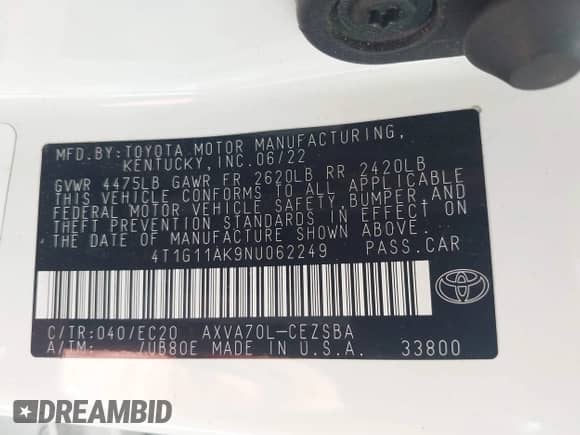 MFD.BY:TOYOTA MOTOR MANUFACTURING,
KENTUCKY,INC.06/22
GVWR 4475LB GAWR FR 2620LB RR 2420LB
THIS VEHICLE CONFORMS TO ALL APPLICABLE
FEDERAL MOTOR VEHICLE SAFETY,BUMPER,AND
THEFT PREVENTION STANDARDS IN EFFECT ON
THE DATE OF MANUFACTURE SHOWN ABOVE.
4T1G11AK9NU062249 PASS.CAR
C/TR:040/EC20 AXVA70L-CEZSBA
A/TM: /UB80E MADE IN U.S.A. 33800
DREAMBID